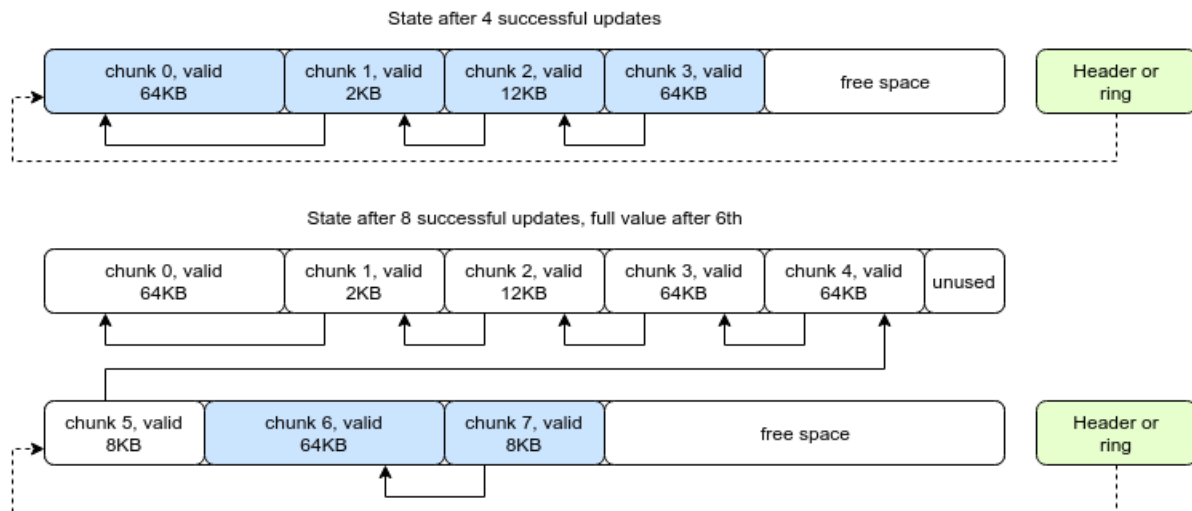 State after 4 successful updates
chunk 0, valid
64KB
chunk 1, valid
2KB
chunk 2, valid
12KB
chunk 3, valid
64KB
free space
Header or
ring
State after 8 successful updates, full value after 6th
chunk 0, valid
64KB
chunk 1, valid
2KB
chunk 2, valid
12KB
chunk 3, valid
64KB
chunk 4, valid
64KB
unused
chunk 5, valid
8KB
chunk 6, valid
64KB
chunk 7, valid
8KB
free space
Header or
ring